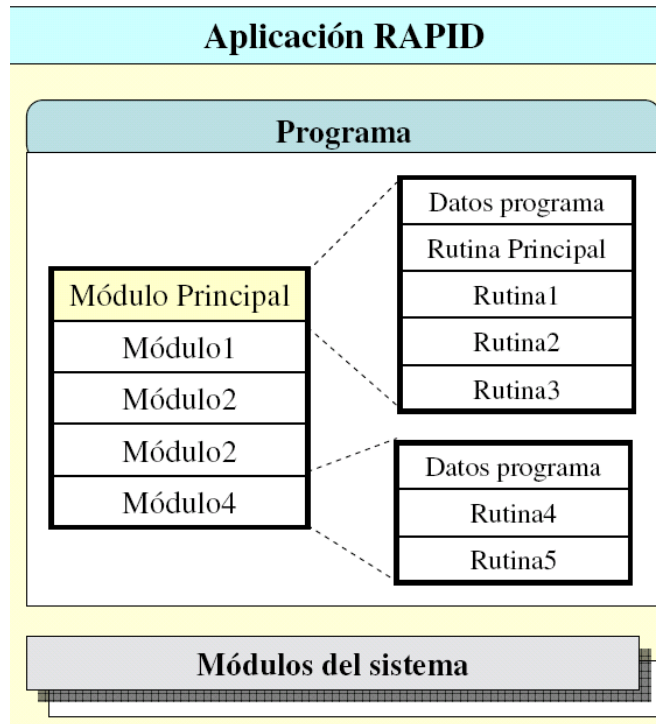 Aplicación RAPID
Programa
Módulo Principal
Módulo1
Módulo2
Módulo2
Módulo4
Datos programa
Rutina Principal
Rutina1
Rutina2
Rutina3
Datos programa
Rutina4
Rutina5
Módulos del sistema